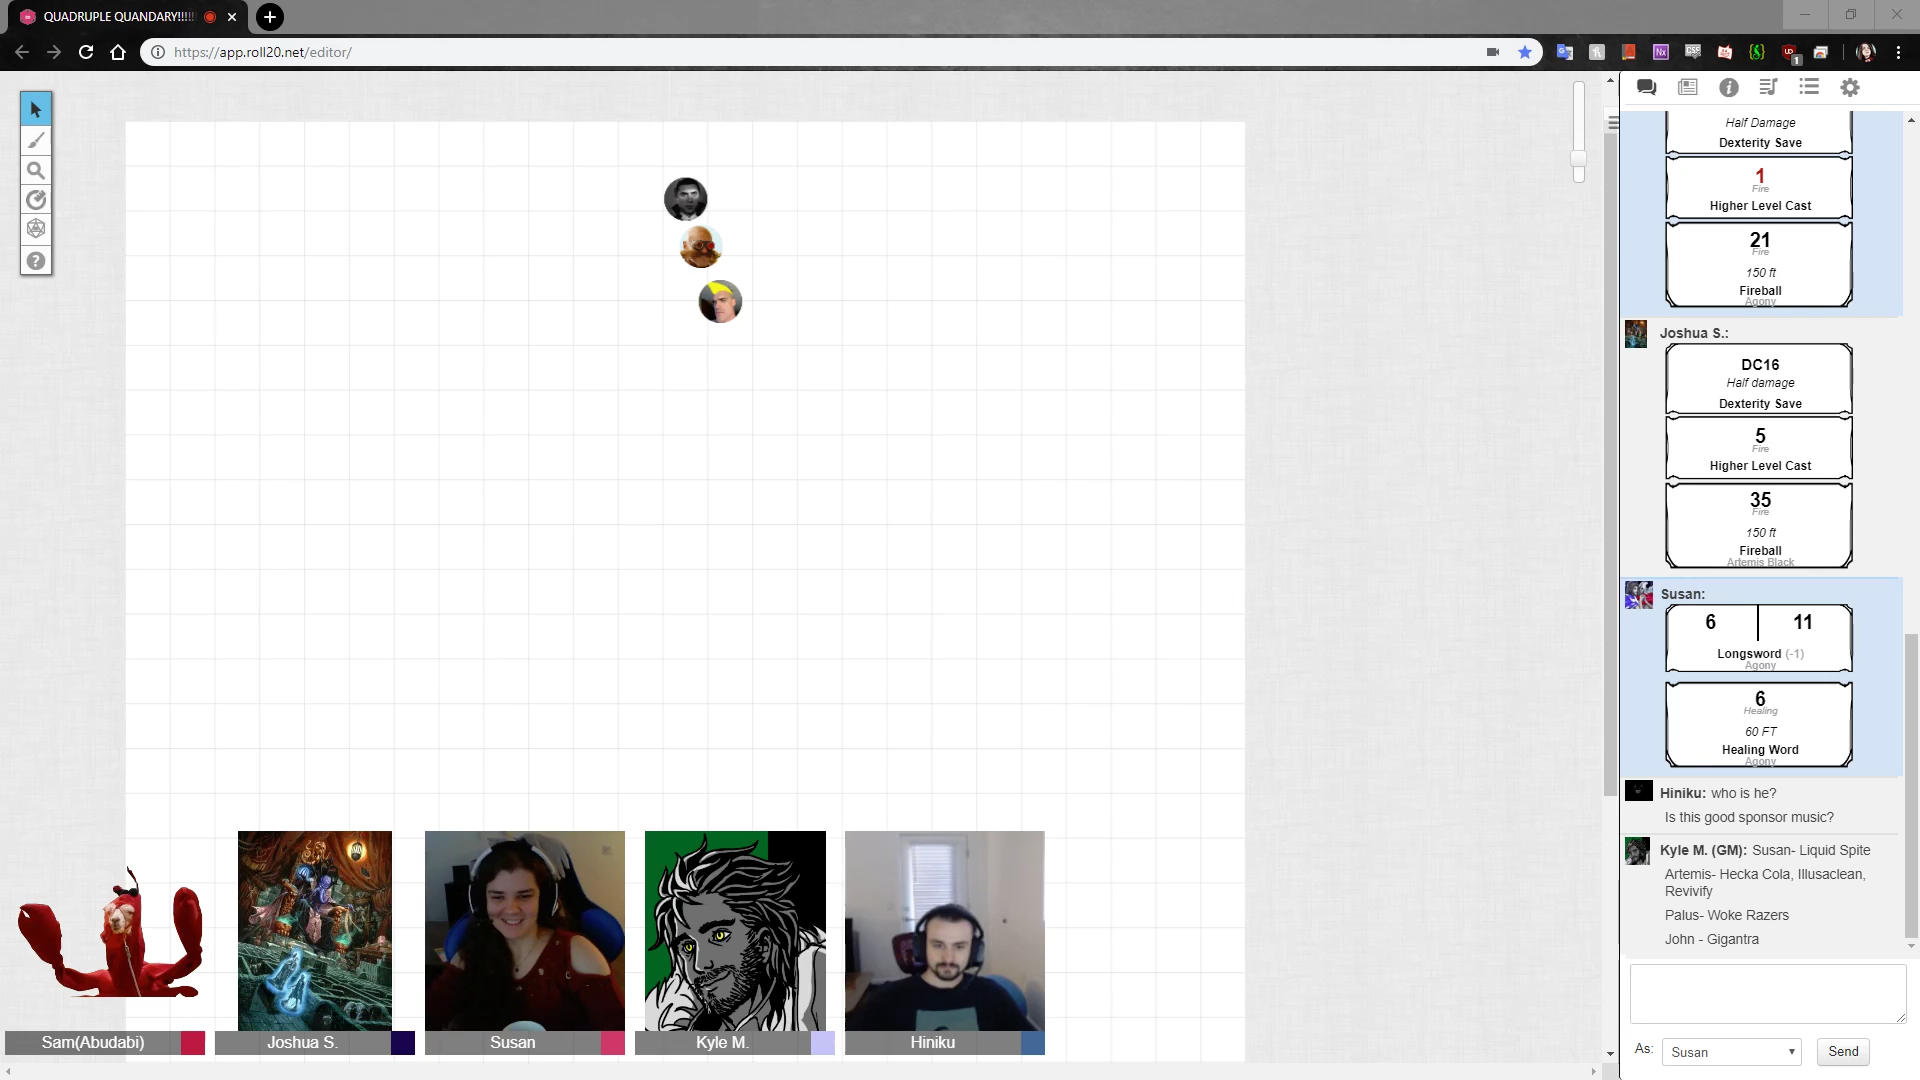 QUADRUPLE QUANDARY!!!!!
https://app.roll20.net/editor/
Half Damage
Dexterity Save
1
Fire
Higher Level Cast
21
Fire
150 ft
Fireball
Agony
Joshua S.:
DC16
Half damage
Dexterity Save
5
Fire
Higher Level Cast
35
Fire
150 ft
Fireball
Artemis Black
Susan:
6 11
Longsword (-1)
Agony
6
Healing
60 FT
Healing Word
Agony
Hiniku: who is he?
Is this good sponsor music?
Kyle M. (GM): Susan- Liquid Spite
Artemis- Hecka Cola, Illusaclean,
Revivify
Palus- Woke Razers
John - Gigantra
As: Susan Send
Sam(Abudabi)
Joshua S.
Susan
Kyle M.
Hiniku